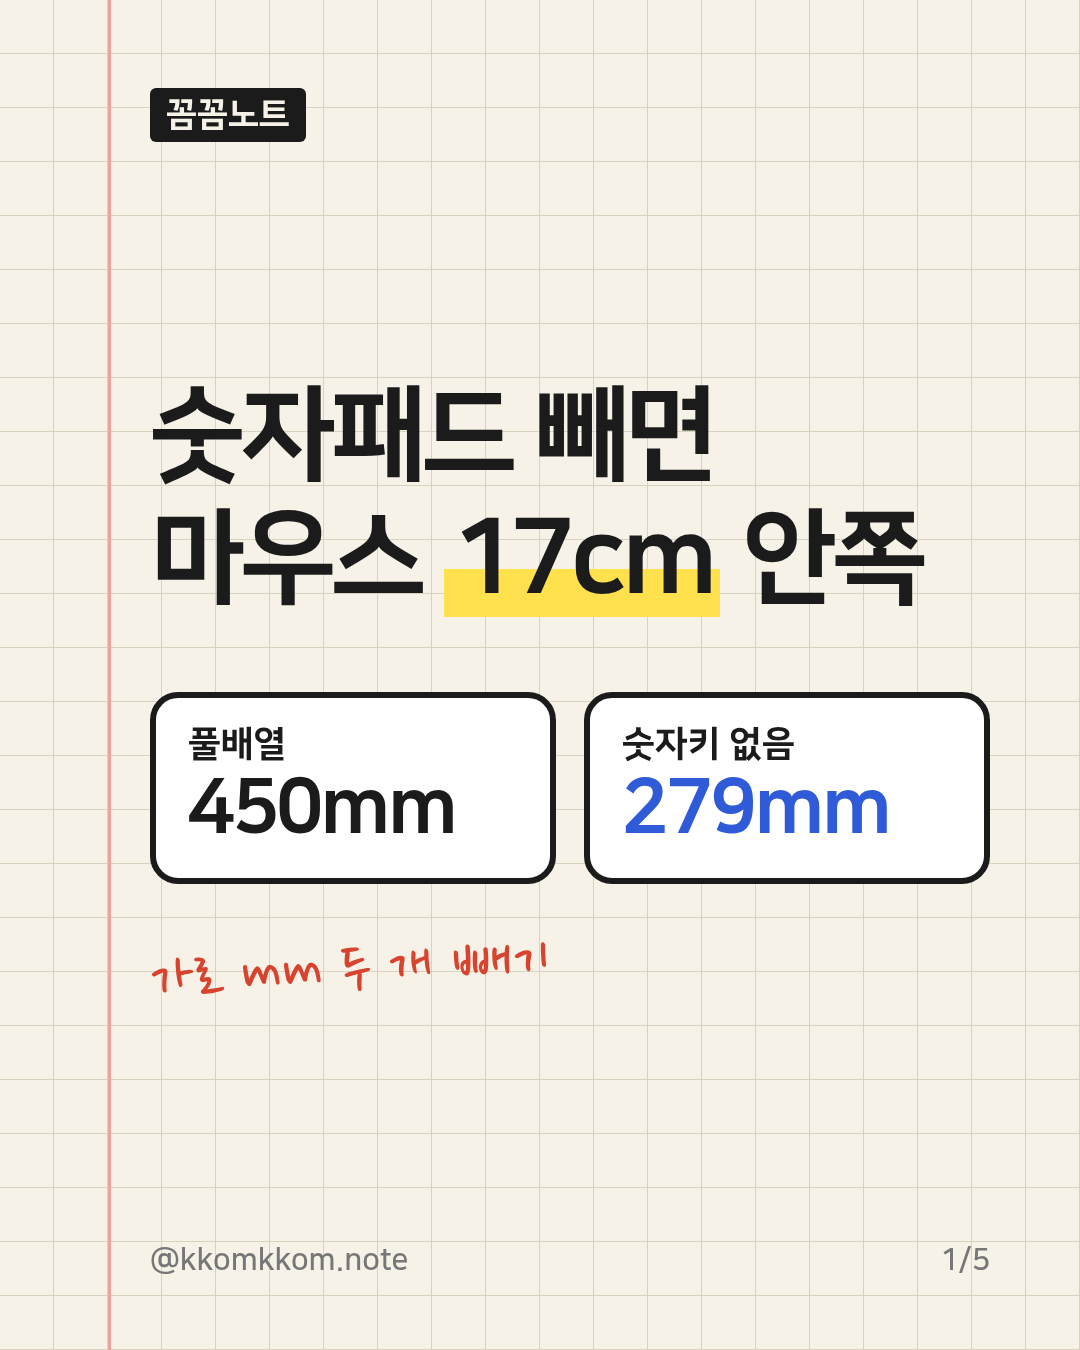 꼼꼼노트
숫자패드 빼면
마우스 17cm 안쪽
풀배열
450mm
숫자키 없음
279mm
가로 mm 두 개 빼기
@kkomkkom.note
1/5